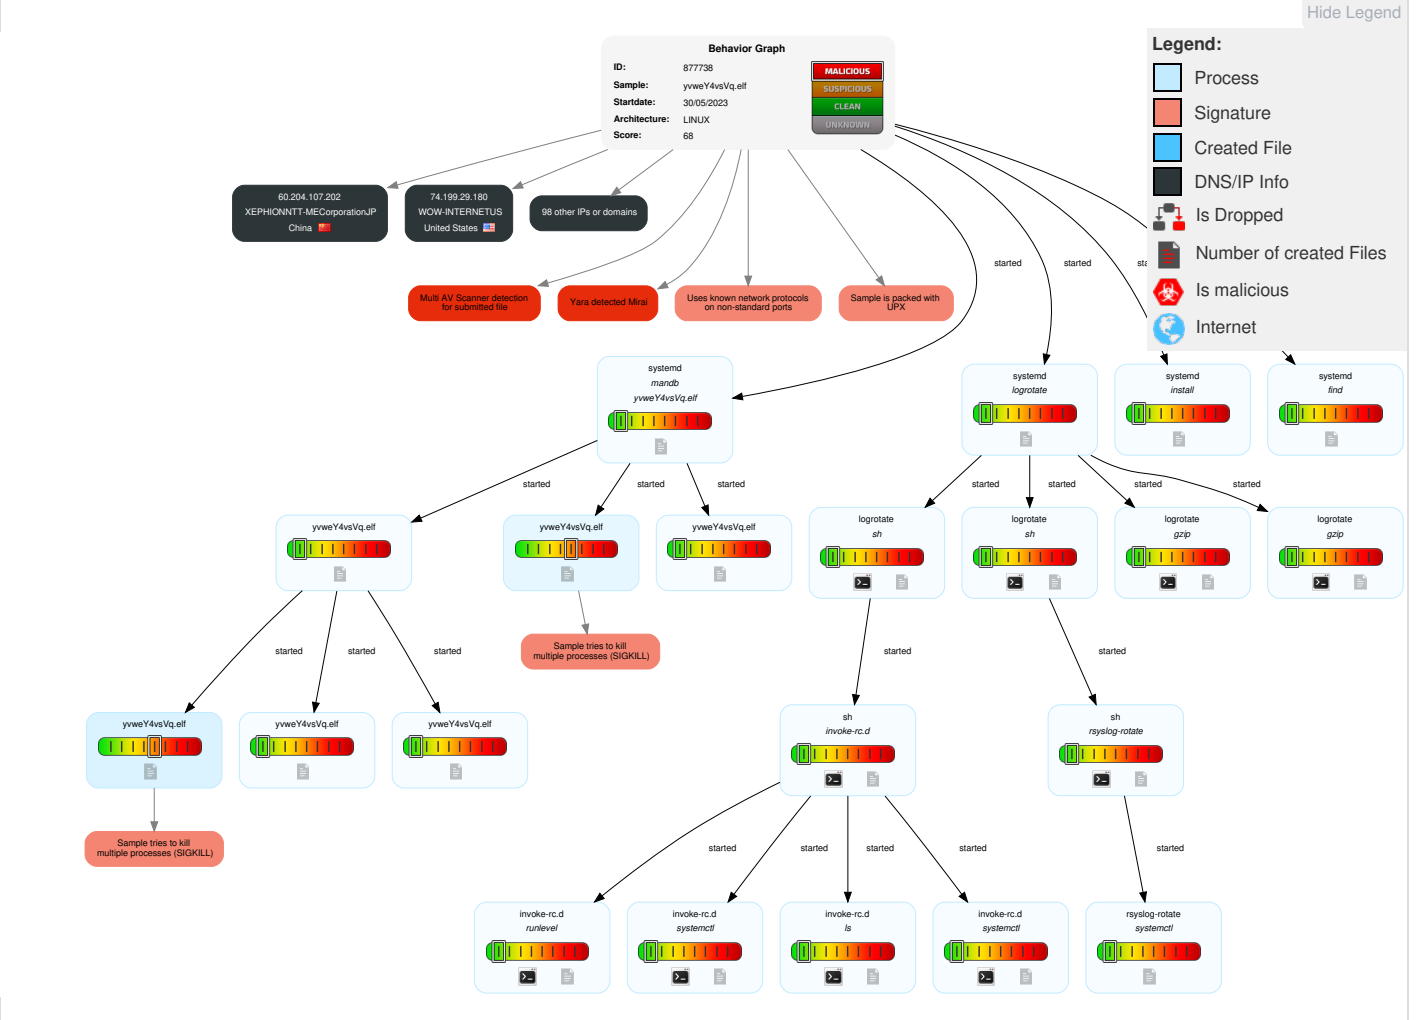 Hide Legend
Legend:
Process
Signature
Created File
DNS/IP Info
Is Dropped
Number of created Files
Is malicious
Internet
Behavior Graph
ID: 877738
Sample: yvweY4vsVq.elf
Startdate: 30/05/2023
Architecture: LINUX
Score: 68
MALICIOUS
SUSPICIOUS
CLEAN
UNKNOWN
60.204.107.202
XEPHIONNTT-MECorporationJP
China
74.199.29.180
WOW-INTERNETUS
United States
98 other IPs or domains
started
started
Multi AV Scanner detection
for submitted file
Yara detected Mirai
Uses known network protocols
on non-standard ports
Sample is packed with
UPX
systemd
mandb
yvweY4vsVq.elf
systemd
logrotate
systemd
install
systemd
find
started
started
started
started
started
started
started
yvweY4vsVq.elf
yvweY4vsVq.elf
yvweY4vsVq.elf
logrotate
sh
logrotate
sh
logrotate
gzip
logrotate
gzip
started
started
started
Sample tries to kill
multiple processes (SIGKILL)
started
started
yvweY4vsVq.elf
yvweY4vsVq.elf
yvweY4vsVq.elf
sh
invoke-rc.d
sh
rsyslog-rotate
Sample tries to kill
multiple processes (SIGKILL)
started
started
started
started
started
invoke-rc.d
runlevel
invoke-rc.d
systemctl
invoke-rc.d
ls
invoke-rc.d
systemctl
rsyslog-rotate
systemctl